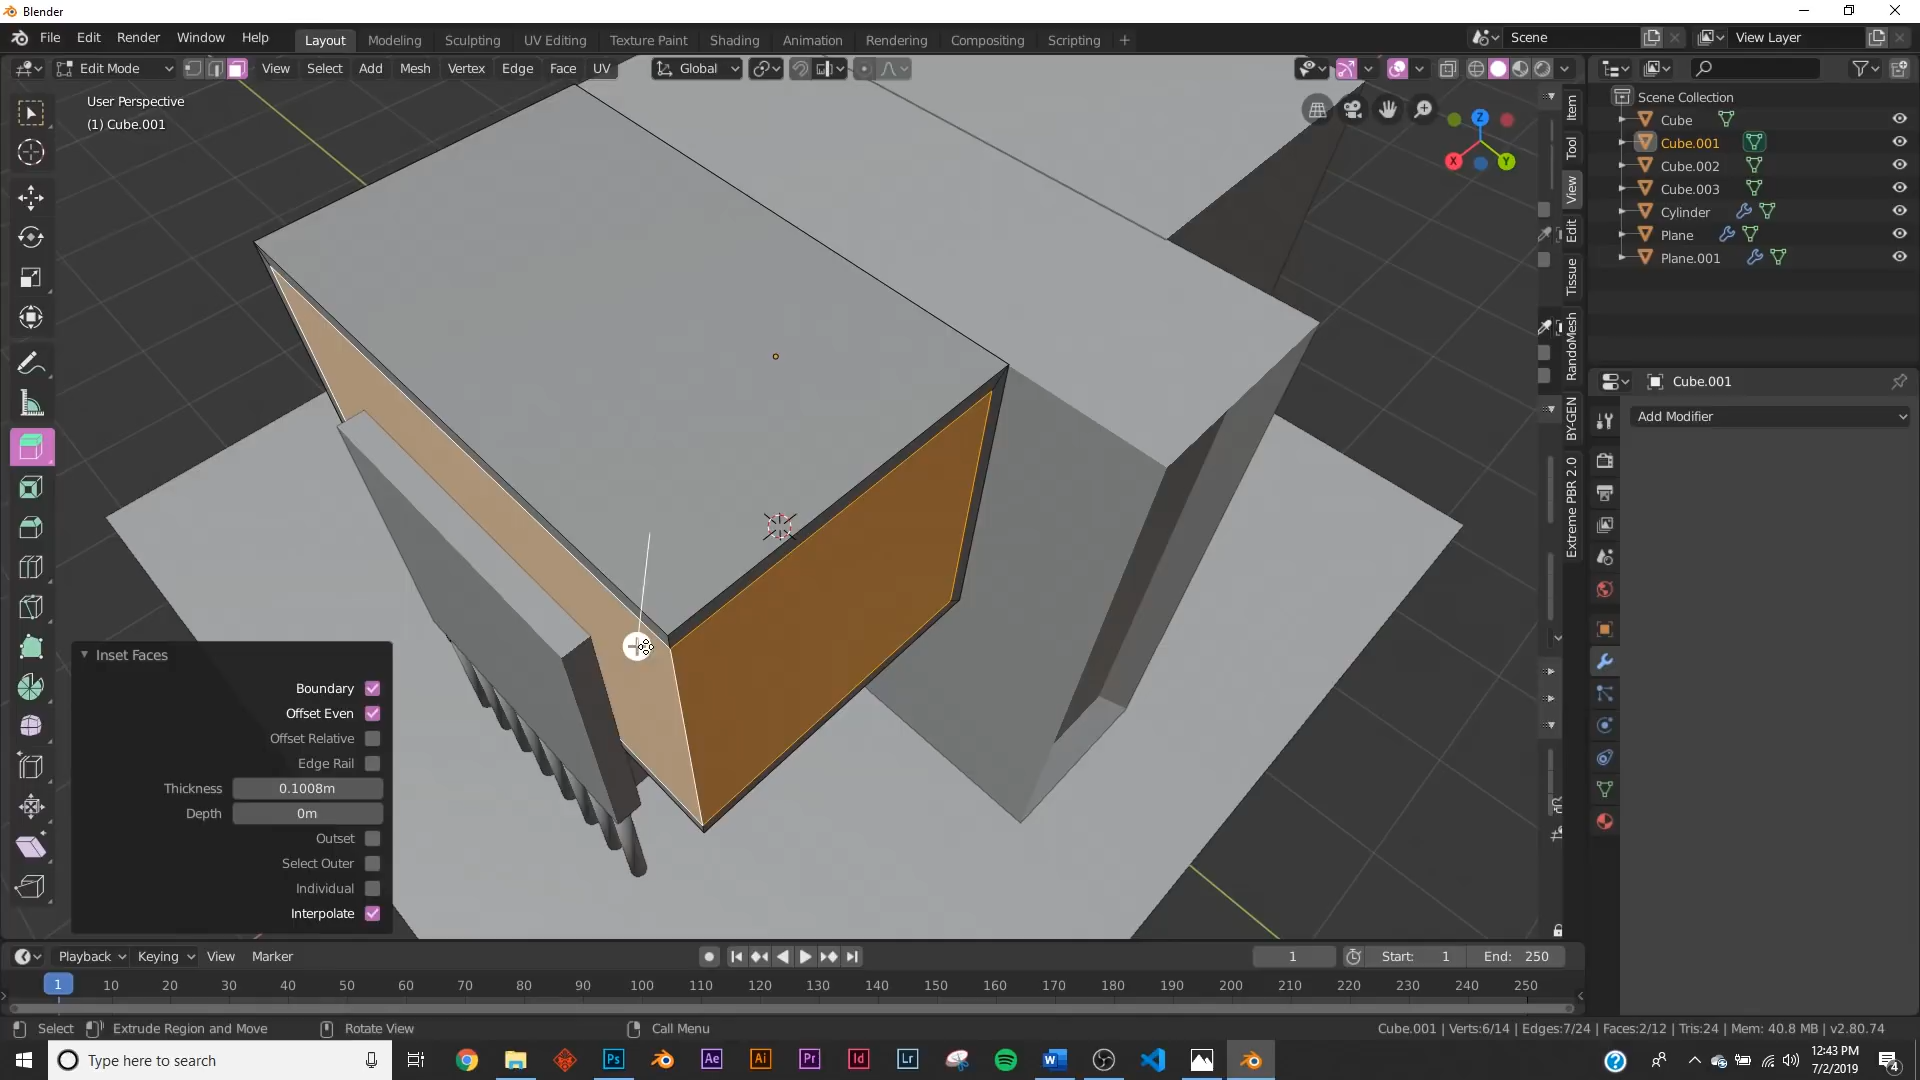 Blender
File Edit Render Window Help
Layout Modeling Sculpting UV Editing Texture Paint Shading Animation Rendering Compositing Scripting +
Scene
View Layer
Edit Mode
View Select Add Mesh Vertex Edge Face UV
Global
User Perspective
(1) Cube.001
Z
X
Y
Item
Tool
View
Edit
Tissue
RandoMesh
BY-GEN
Extreme PBR 2.0
Scene Collection
Cube
Cube.001
Cube.002
Cube.003
Cylinder
Plane
Plane.001
Cube.001
Add Modifier
Inset Faces
Boundary
Offset Even
Offset Relative
Edge Rail
Thickness 0.1008m
Depth 0m
Outset
Select Outer
Individual
Interpolate
Playback Keying View Marker
1
Start: 1
End: 250
1 10 20 30 40 50 60 70 80 90 100 110 120 130 140 150 160 170 180 190 200 210 220 230 240 250
Select Extrude Region and Move Rotate View Call Menu
Cube.001 | Verts:6/14 | Edges:7/24 | Faces:2/12 | Tris:24 | Mem: 40.8 MB | v2.80.74
Type here to search
Ps
Ae
Ai
Pr
Id
Lr
12:43 PM
7/2/2019
4